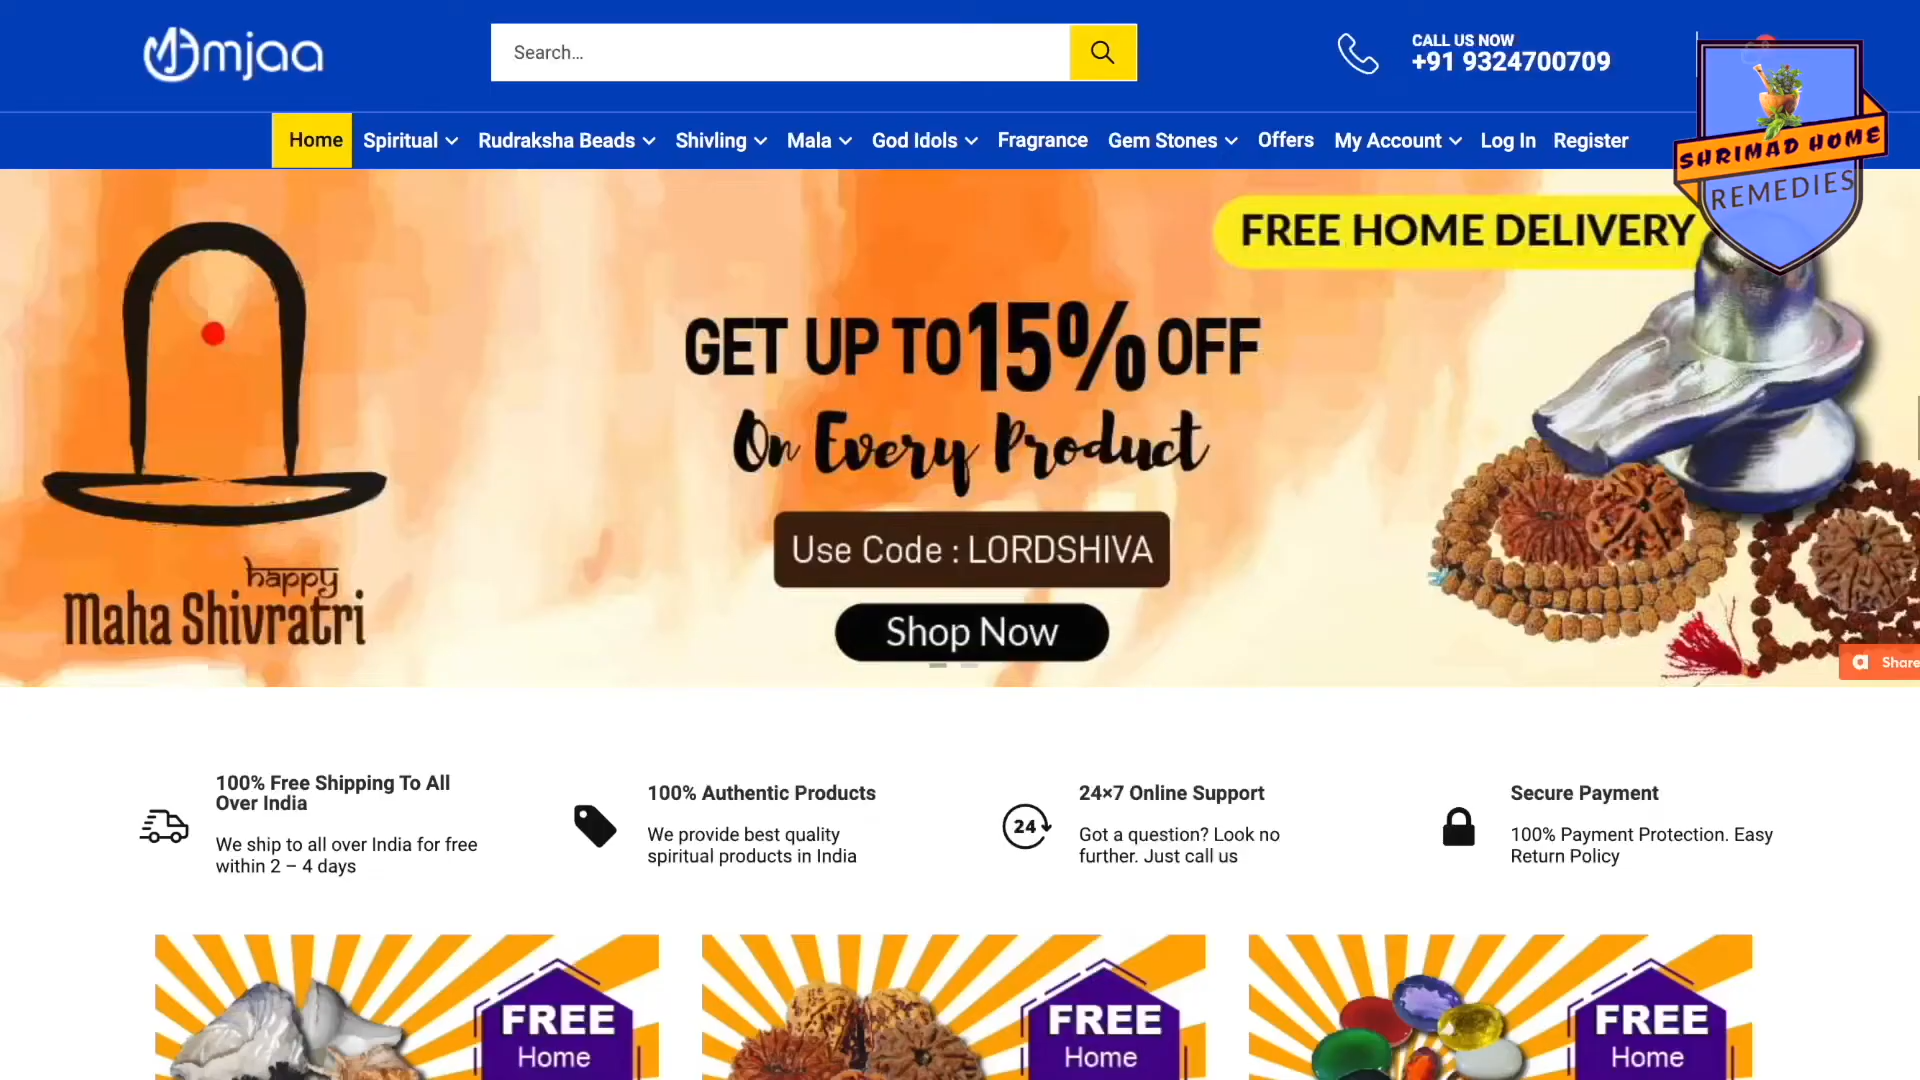 Omjaa
Search...
CALL US NOW
+91 9324700709
Home Spiritual Rudraksha Beads Shivling Mala God Idols Fragrance Gem Stones Offers My Account Log In Register
SHRIMAD HOME
REMEDIES
FREE HOME DELIVERY
GET UP TO 15% OFF
On Every Product
Use Code : LORDSHIVA
Shop Now
happy
Maha Shivratri
Share
100% Free Shipping To All
Over India
We ship to all over India for free
within 2 – 4 days
100% Authentic Products
We provide best quality
spiritual products in India
24
24×7 Online Support
Got a question? Look no
further. Just call us
Secure Payment
100% Payment Protection. Easy
Return Policy
FREE
Home
FREE
Home
FREE
Home